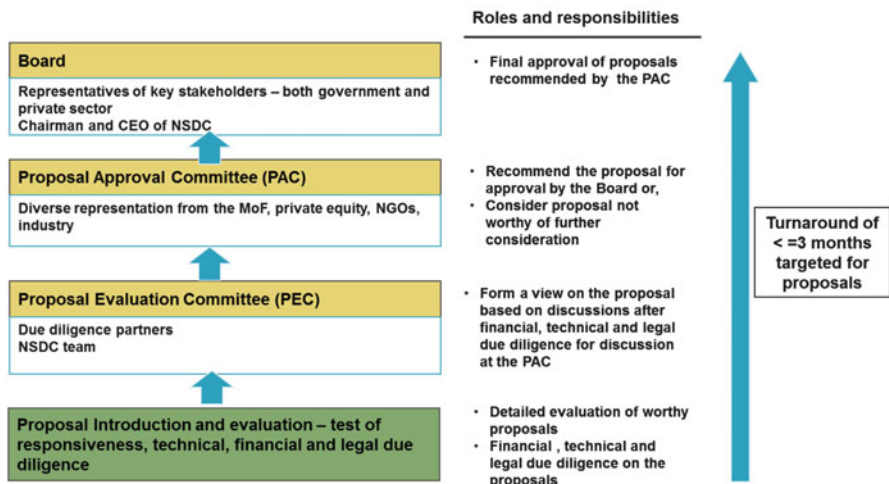 Roles and responsibilities
Board
Representatives of key stakeholders – both government and
private sector
Chairman and CEO of NSDC
• Final approval of proposals
recommended by the PAC
Proposal Approval Committee (PAC)
Diverse representation from the MoF, private equity, NGOs,
industry
• Recommend the proposal for
approval by the Board or,
• Consider proposal not
worthy of further
consideration
Proposal Evaluation Committee (PEC)
Due diligence partners
NSDC team
• Form a view on the proposal
based on discussions after
financial, technical and legal
due diligence for discussion
at the PAC
Proposal Introduction and evaluation – test of
responsiveness, technical, financial and legal due
diligence
• Detailed evaluation of worthy
proposals
• Financial , technical and
legal due diligence on the
proposals
Turnaround of
< =3 months
targeted for
proposals